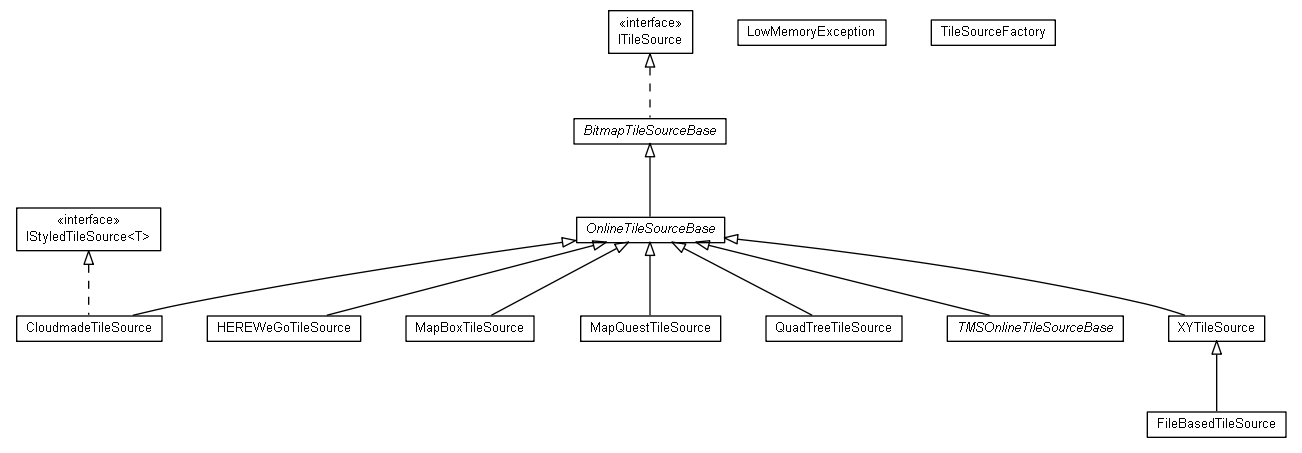 «interface»
ITileSource
LowMemoryException
TileSourceFactory
BitmapTileSourceBase
«interface»
IStyledTileSource<T>
OnlineTileSourceBase
CloudmadeTileSource
HEREWeGoTileSource
MapBoxTileSource
MapQuestTileSource
QuadTreeTileSource
TMSOnlineTileSourceBase
XYTileSource
FileBasedTileSource